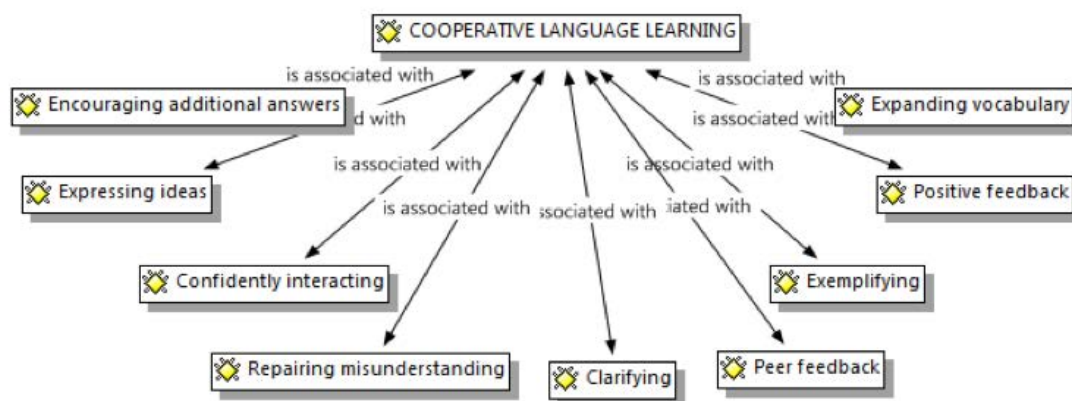 COOPERATIVE LANGUAGE LEARNING
is associated with
is associated with
Encouraging additional answers
Expanding vocabulary
with
is associated with
is associated with
is associated with
Expressing ideas
Positive feedback
is associated with
associated with
with
Confidently interacting
Exemplifying
Repairing misunderstanding
Clarifying
Peer feedback